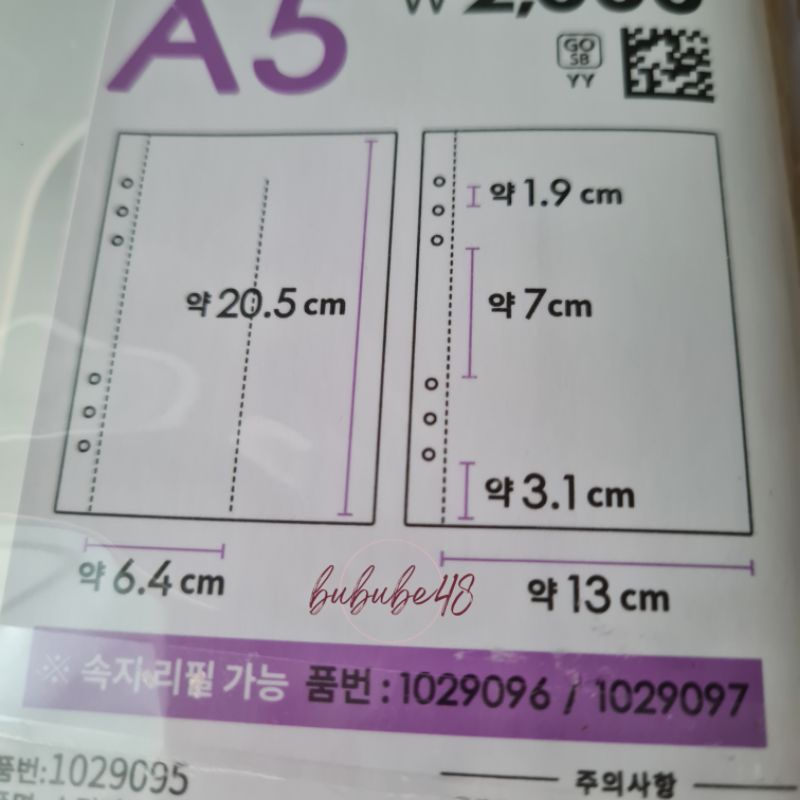 A5
GO
SB
YY
약 1.9 cm
약 20.5 cm
약 7cm
약 3.1 cm
약 6.4 cm
약 13 cm
bubube48
※ 속지 리필 가능 품번 : 1029096 / 1029097
품번:1029095
주의사항